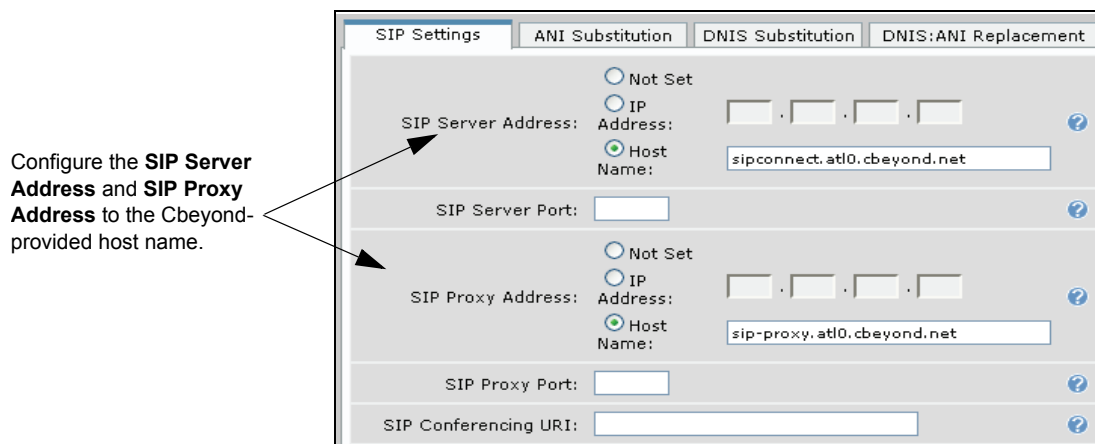 SIP Settings ANI Substitution DNIS Substitution DNIS:ANI Replacement
Configure the SIP Server
Address and SIP Proxy
Address to the Cbeyond-
provided host name.
SIP Server Address:
Not Set
IP
Address:
. . .
Host
Name:
sipconnect.atl0.cbeyond.net
?
SIP Server Port:
?
SIP Proxy Address:
Not Set
IP
Address:
. . .
Host
Name:
sip-proxy.atl0.cbeyond.net
?
SIP Proxy Port:
?
SIP Conferencing URI:
?